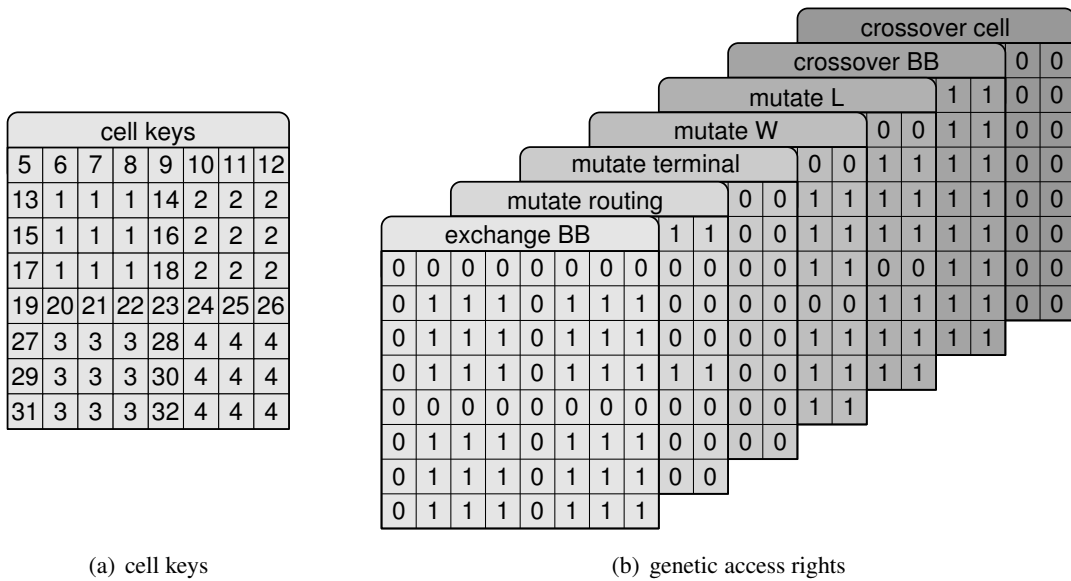 cell keys
5 6 7 8 9 10 11 12
13 1 1 1 14 2 2 2
15 1 1 1 16 2 2 2
17 1 1 1 18 2 2 2
19 20 21 22 23 24 25 26
27 3 3 3 28 4 4 4
29 3 3 3 30 4 4 4
31 3 3 3 32 4 4 4
(a) cell keys
crossover cell
crossover BB 0 0
mutate L 1 1 0 0
mutate W 0 0 1 1 0 0
mutate terminal 0 0 1 1 1 1 0 0
mutate routing 0 0 1 1 1 1 1 1 0 0
exchange BB 1 1 0 0 1 1 1 1 1 1 0 0
0 0 0 0 0 0 0 0 0 0 0 0 1 1 0 0 1 1 0 0
0 1 1 1 0 1 1 1 0 0 0 0 0 0 1 1 1 1 0 0
0 1 1 1 0 1 1 1 0 0 0 0 1 1 1 1 1 1
0 1 1 1 0 1 1 1 1 1 0 0 1 1 1 1
0 0 0 0 0 0 0 0 0 0 0 0 1 1
0 1 1 1 0 1 1 1 0 0 0 0
0 1 1 1 0 1 1 1 0 0
0 1 1 1 0 1 1 1
(b) genetic access rights